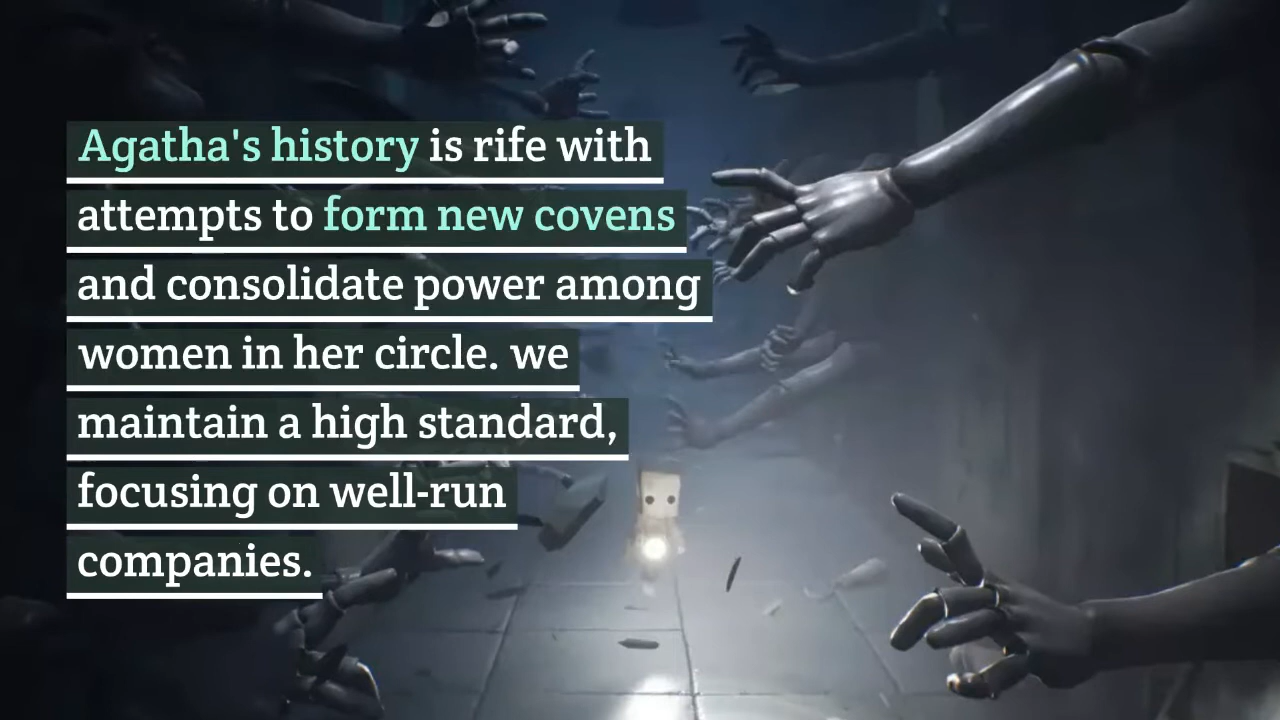 Agatha's history is rife with
attempts to form new covens
and consolidate power among
women in her circle. we
maintain a high standard,
focusing on well-run
companies.